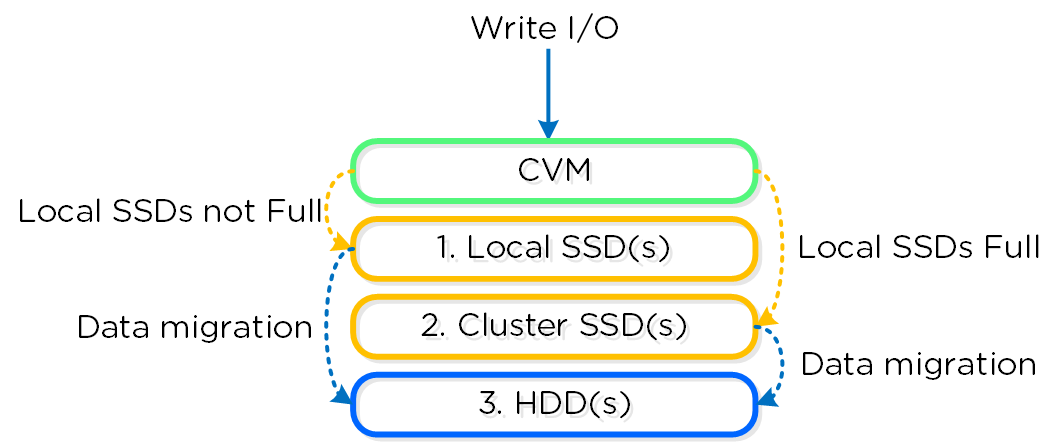 Write I/O
CVM
Local SSDs not Full
1. Local SSD(s)
Local SSDs Full
2. Cluster SSD(s)
Data migration
Data migration
3. HDD(s)